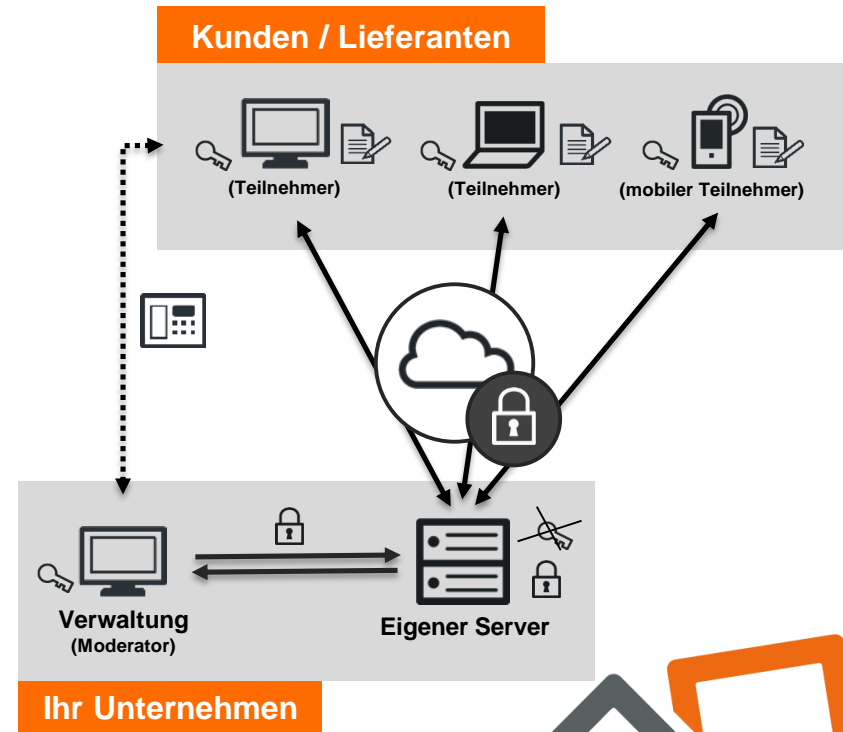 Kunden / Lieferanten
(Teilnehmer)
(Teilnehmer)
(mobiler Teilnehmer)
Verwaltung
(Moderator)
Eigener Server
Ihr Unternehmen